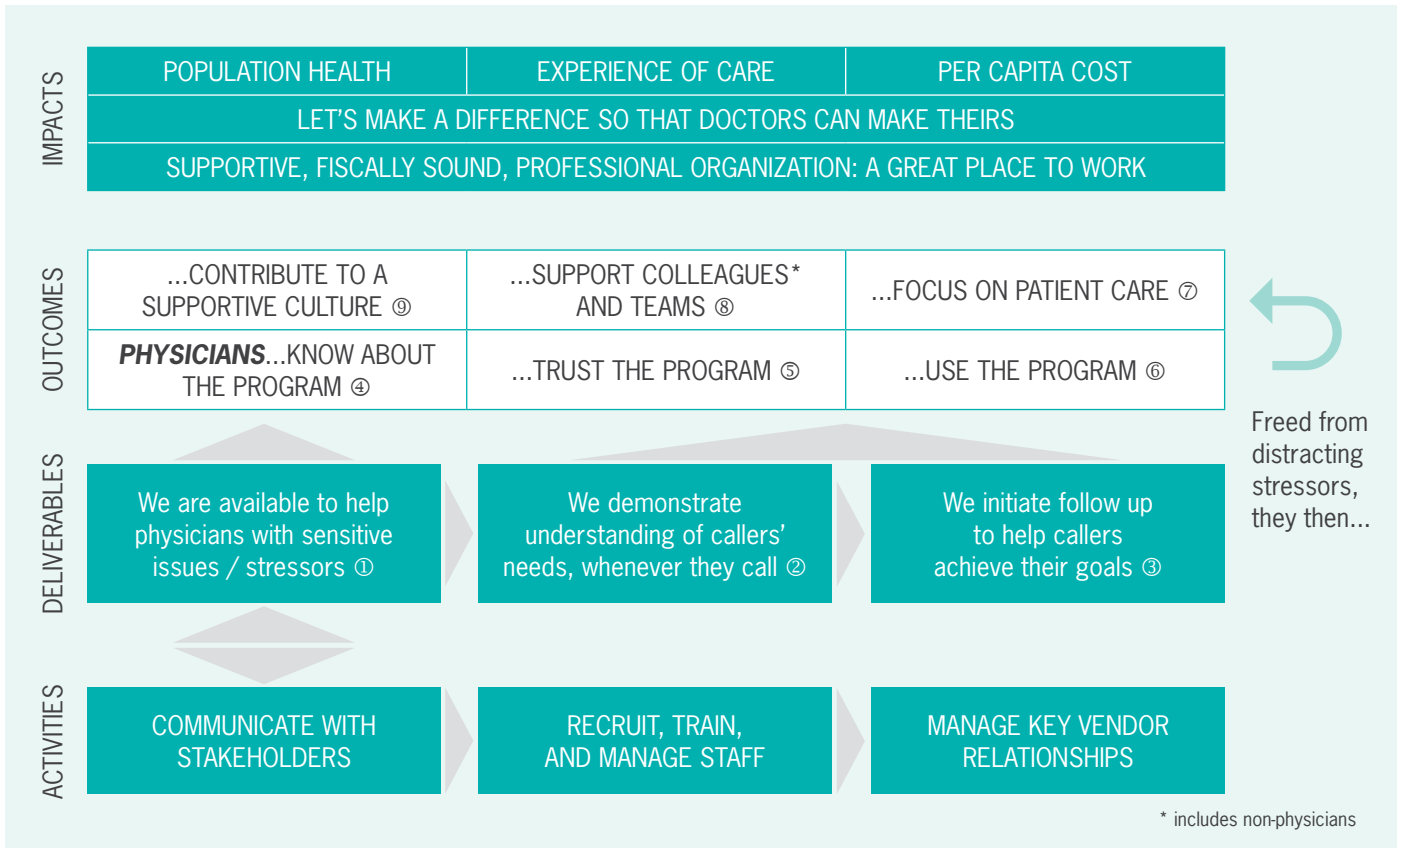 IMPACTS
POPULATION HEALTH
EXPERIENCE OF CARE
PER CAPITA COST
LET'S MAKE A DIFFERENCE SO THAT DOCTORS CAN MAKE THEIRS
SUPPORTIVE, FISCALLY SOUND, PROFESSIONAL ORGANIZATION: A GREAT PLACE TO WORK
OUTCOMES
...CONTRIBUTE TO A
SUPPORTIVE CULTURE ⑨
...SUPPORT COLLEAGUES*
AND TEAMS ⑧
...FOCUS ON PATIENT CARE ⑦
PHYSICIANS...KNOW ABOUT
THE PROGRAM ④
...TRUST THE PROGRAM ⑤
...USE THE PROGRAM ⑥
Freed from
distracting
stressors,
they then...
DELIVERABLES
We are available to help
physicians with sensitive
issues / stressors ①
We demonstrate
understanding of callers'
needs, whenever they call ②
We initiate follow up
to help callers
achieve their goals ③
ACTIVITIES
COMMUNICATE WITH
STAKEHOLDERS
RECRUIT, TRAIN,
AND MANAGE STAFF
MANAGE KEY VENDOR
RELATIONSHIPS
* includes non-physicians